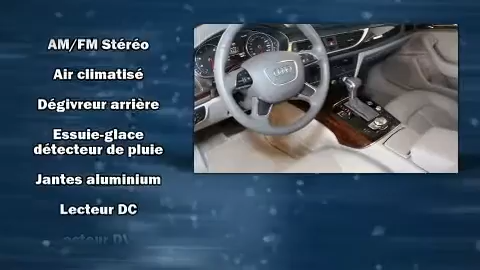 AM/FM Stéréo
Air climatisé
Dégivreur arrière
Essuie-glace
détecteur de pluie
Jantes aluminium
Lecteur DC